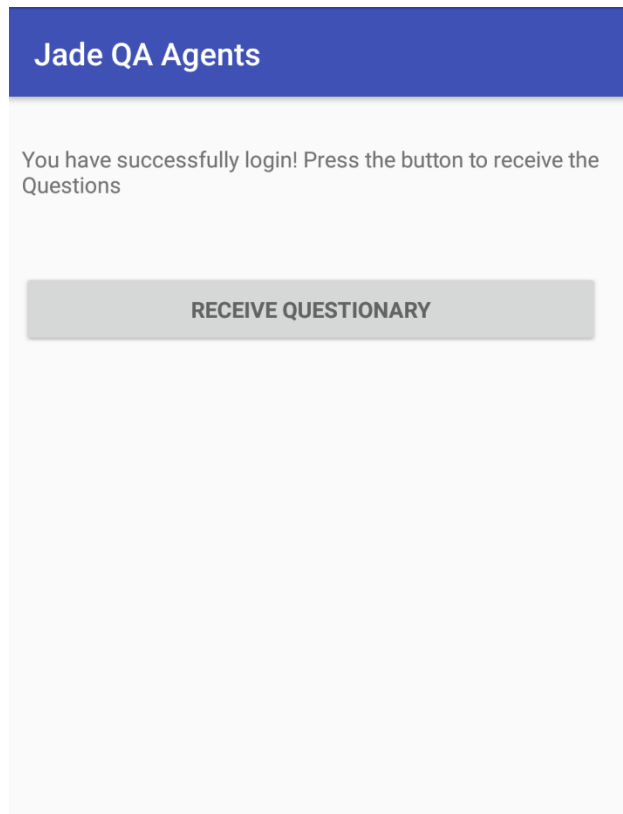 Jade QA Agents
You have successfully login! Press the button to receive the
Questions
RECEIVE QUESTIONARY